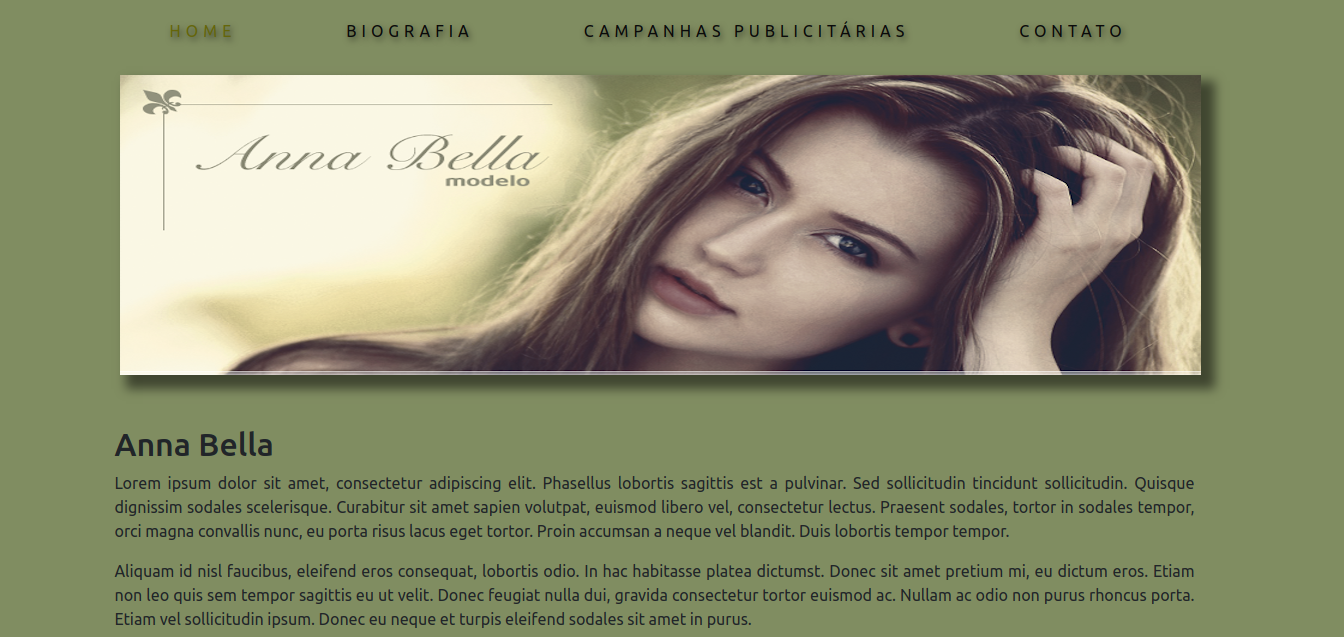 HOME BIOGRAFIA CAMPANHAS PUBLICITÁRIAS CONTATO
Anna Bella
modelo
Anna Bella
Lorem ipsum dolor sit amet, consectetur adipiscing elit. Phasellus lobortis sagittis est a pulvinar. Sed sollicitudin tincidunt sollicitudin. Quisque
dignissim sodales scelerisque. Curabitur sit amet sapien volutpat, euismod libero vel, consectetur lectus. Praesent sodales, tortor in sodales tempor,
orci magna convallis nunc, eu porta risus lacus eget tortor. Proin accumsan a neque vel blandit. Duis lobortis tempor tempor.
Aliquam id nisl faucibus, eleifend eros consequat, lobortis odio. In hac habitasse platea dictumst. Donec sit amet pretium mi, eu dictum eros. Etiam
non leo quis sem tempor sagittis eu ut velit. Donec feugiat nulla dui, gravida consectetur tortor euismod ac. Nullam ac odio non purus rhoncus porta.
Etiam vel sollicitudin ipsum. Donec eu neque et turpis eleifend sodales sit amet in purus.